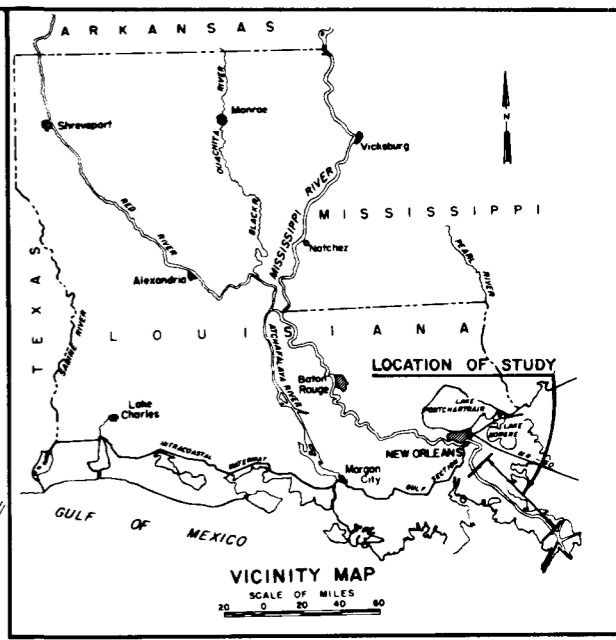 ARKANSAS
RIVER
Monroe
Shreveport
OUACHITA
Vicksburg
RIVER
BLACK R.
MISSISSIPPI
MISSISSIPPI
RED
RIVER
Natchez
PEARL
RIVER
Alexandria
TEXAS
SABINE RIVER
LOUISIANA
ATCHAFALAYA RIVER
LOCATION OF STUDY
Baton
Rouge
LAKE
PONTCHARTRAIN
LAKE
BORGNE
Lake
Charles
NEW ORLEANS
INTRACOASTAL
WATERWAY
Morgan
City
GULF SECTION
GULF OF MEXICO
VICINITY MAP
SCALE OF MILES
20 0 20 40 60
N